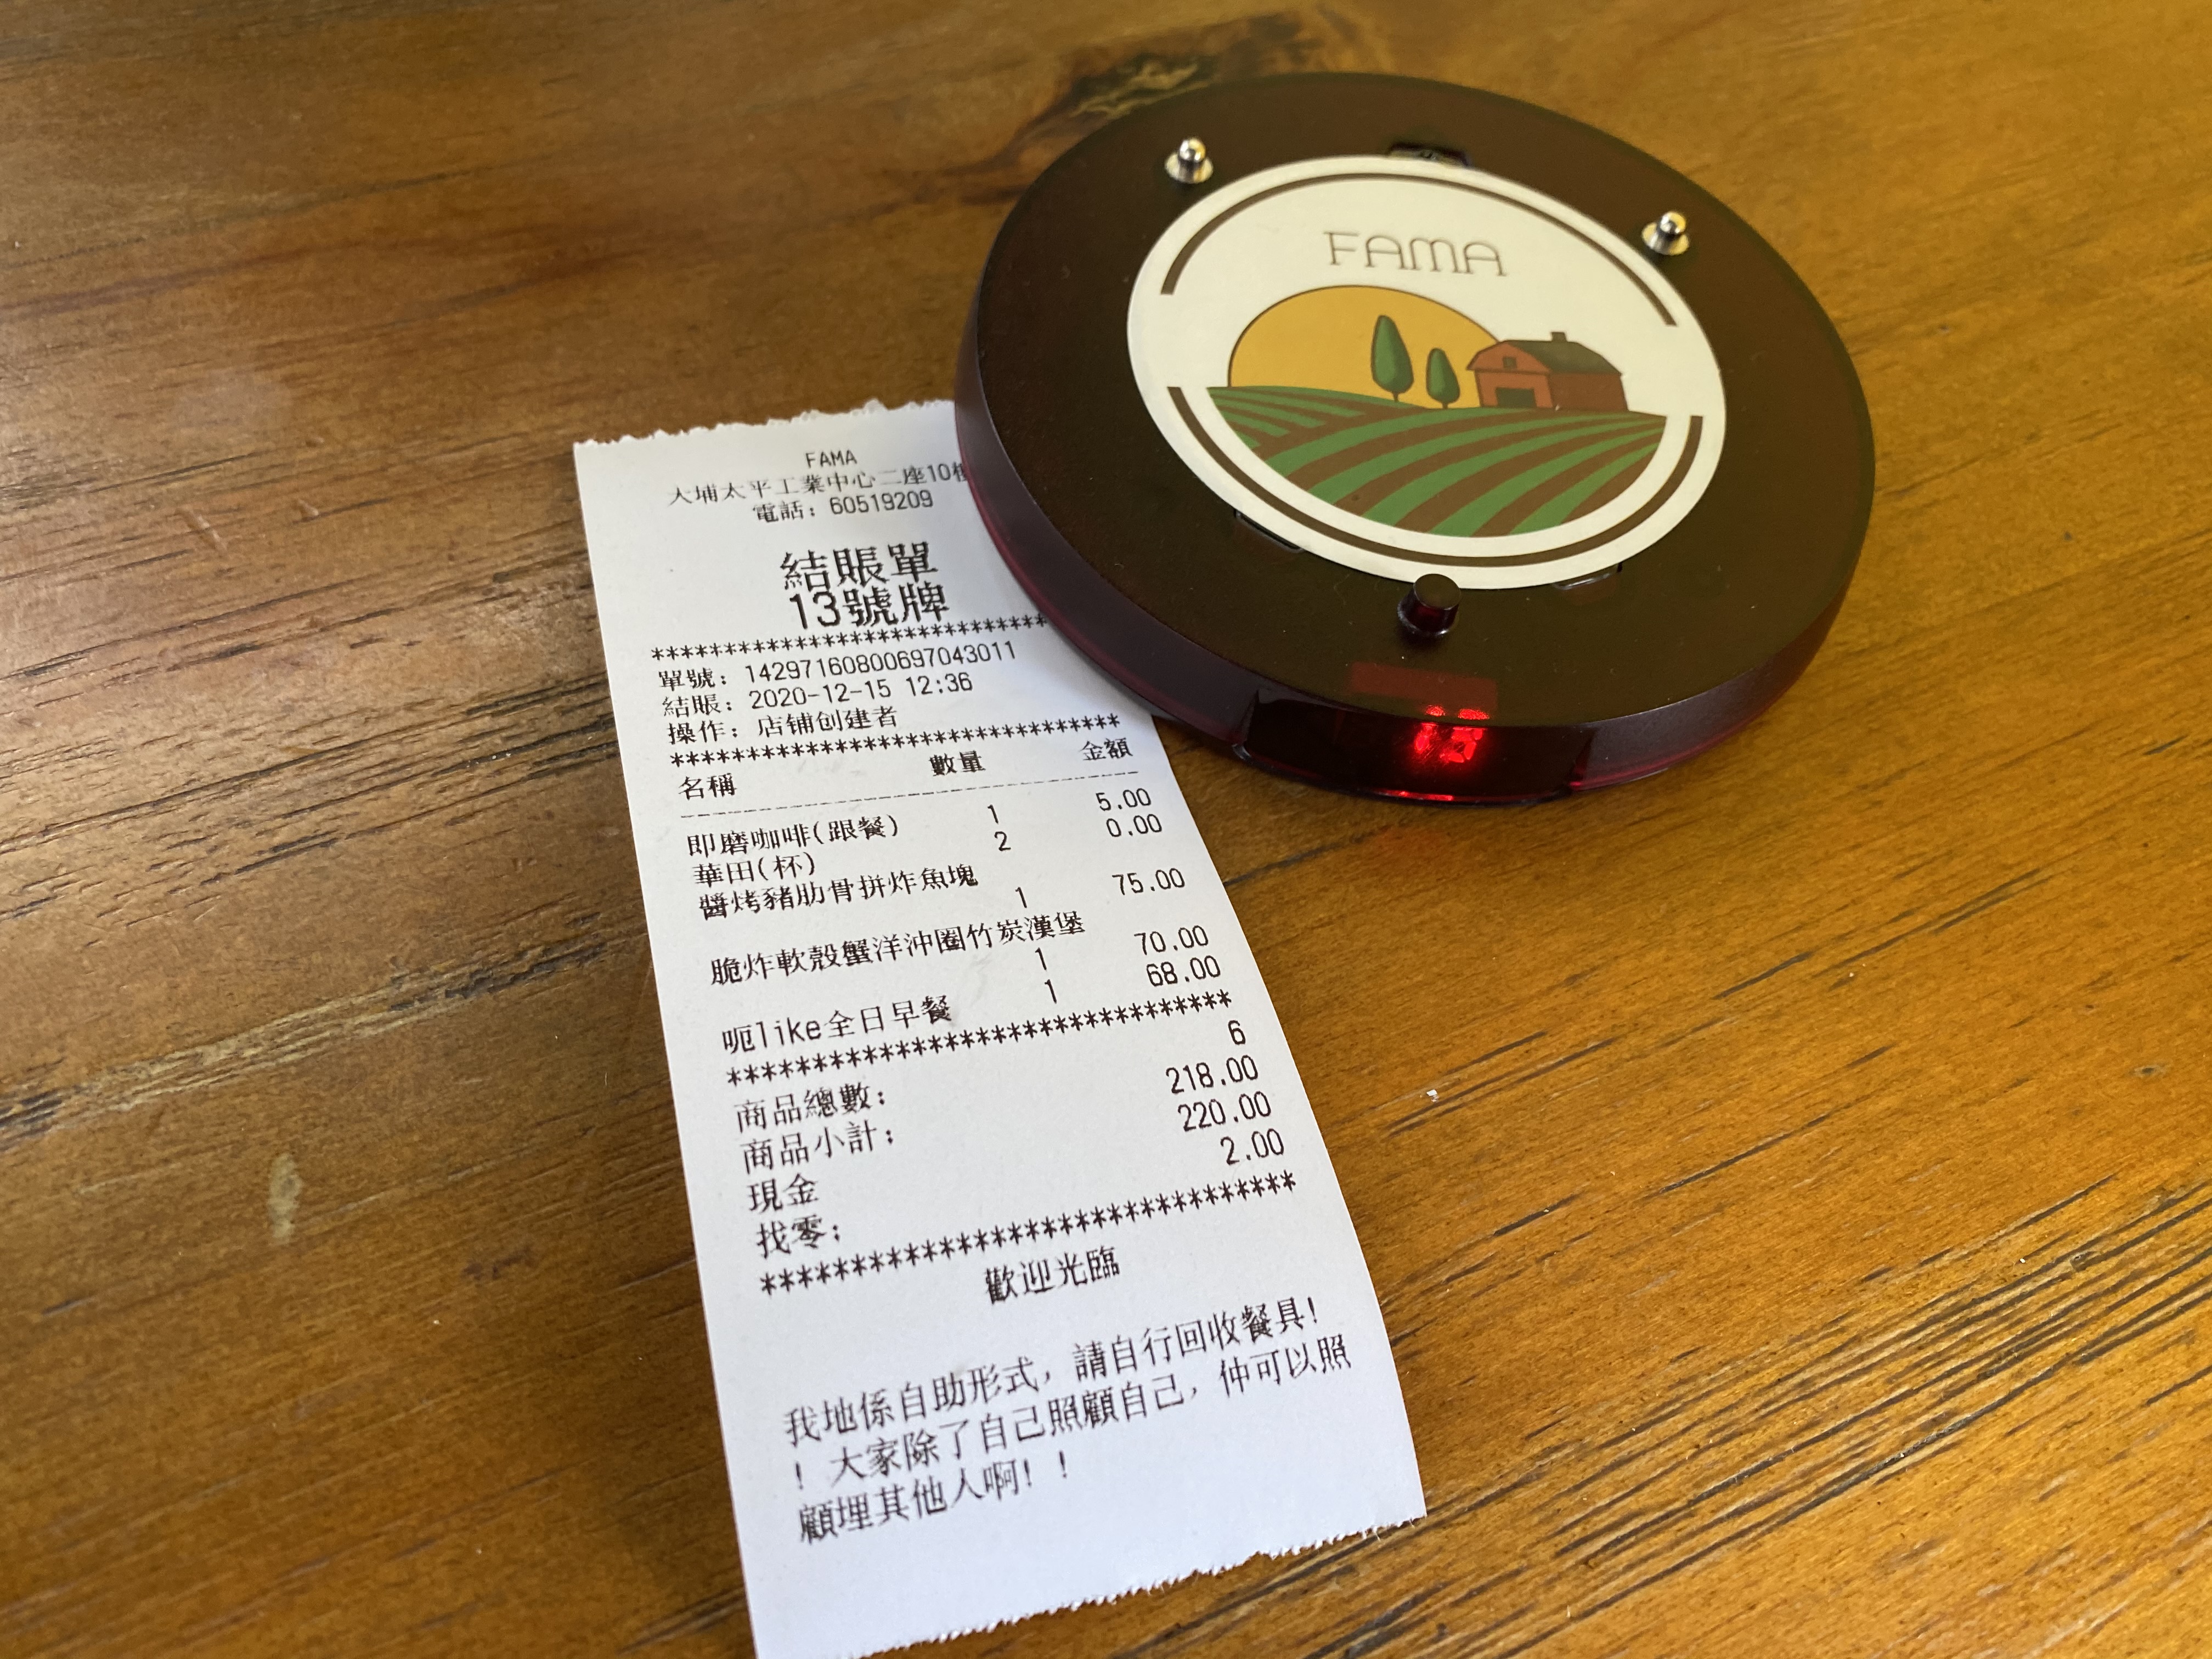 FAMA
FAMA
大埔太平工業中心二座10樓
電話：60519209
結賬單
13號牌
********************************
單號：14297160800697043011
結賬：2020-12-15 12:36
操作：店铺创建者
********************************
名稱 數量 金額
即磨咖啡(跟餐) 1 5.00
華田(杯) 2 0.00
醬烤豬肋骨拼炸魚塊
1 75.00
脆炸軟殼蟹洋沖圈竹炭漢堡
1 70.00
呃like全日早餐 1 68.00
********************************
商品總數： 6
商品小計： 218.00
現金 220.00
找零： 2.00
********************************
歡迎光臨
我地係自助形式，請自行回收餐具！
！大家除了自己照顧自己，仲可以照
顧埋其他人啊！！